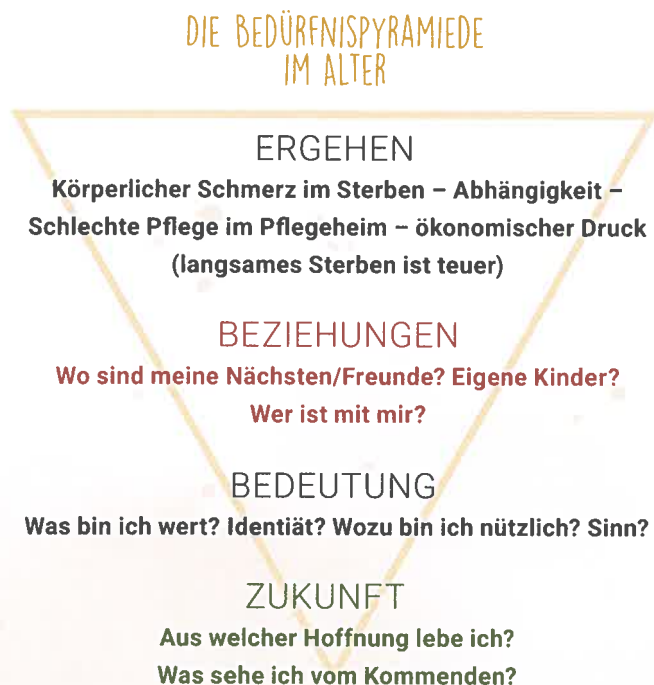 DIE BEDÜRFNISPYRAMIEDE
IM ALTER
ERGEHEN
Körperlicher Schmerz im Sterben – Abhängigkeit –
Schlechte Pflege im Pflegeheim – ökonomischer Druck
(langsames Sterben ist teuer)
BEZIEHUNGEN
Wo sind meine Nächsten/Freunde? Eigene Kinder?
Wer ist mit mir?
BEDEUTUNG
Was bin ich wert? Identiät? Wozu bin ich nützlich? Sinn?
ZUKUNFT
Aus welcher Hoffnung lebe ich?
Was sehe ich vom Kommenden?